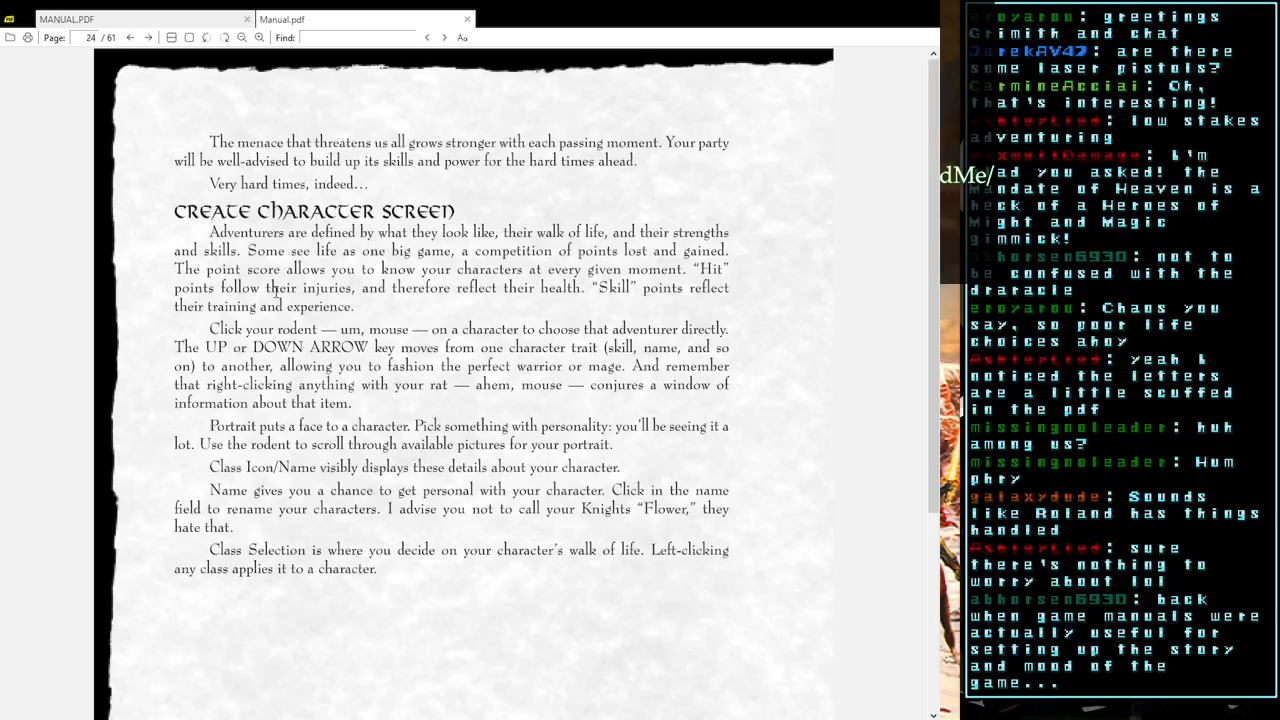 MANUAL.PDF
Manual.pdf
Page: 24 / 61
Find:
The menace that threatens us all grows stronger with each passing moment. Your party
will be well-advised to build up its skills and power for the hard times ahead.
Very hard times, indeed…
CREATE CHARACTER SCREEN
Adventurers are defined by what they look like, their walk of life, and their strengths
and skills. Some see life as one big game, a competition of points lost and gained.
The point score allows you to know your characters at every given moment. “Hit”
points follow their injuries, and therefore reflect their health. “Skill” points reflect
their training and experience.
Click your rodent — um, mouse — on a character to choose that adventurer directly.
The UP or DOWN ARROW key moves from one character trait (skill, name, and so
on) to another, allowing you to fashion the perfect warrior or mage. And remember
that right-clicking anything with your rat — ahem, mouse — conjures a window of
information about that item.
Portrait puts a face to a character. Pick something with personality: you’ll be seeing it a
lot. Use the rodent to scroll through available pictures for your portrait.
Class Icon/Name visibly displays these details about your character.
Name gives you a chance to get personal with your character. Click in the name
field to rename your characters. I advise you not to call your Knights “Flower,” they
hate that.
Class Selection is where you decide on your character’s walk of life. Left-clicking
any class applies it to a character.
dMe/
eroyarou: greetings
Grimith and chat
JarekAV47: are there
some laser pistols?
CarmineAcciai: Oh,
that's interesting!
AshleyLied: low stakes
adventuring
I'm
ad you asked! the
Mandate of Heaven is a
heck of a Heroes of
Might and Magic
gimmick!
abhorsen6930: not to
be confused with the
draracle
eroyarou: Chaos you
say, so poor life
choices ahoy
AshleyLied: yeah I
noticed the letters
are a little scuffed
in the pdf
missingnoleader: huh
among us?
missingnoleader: Hum
phry
galaxydude: Sounds
like Roland has things
handled
AshleyLied: sure
there's nothing to
worry about lol
abhorsen6930: back
when game manuals were
actually useful for
setting up the story
and mood of the
game...